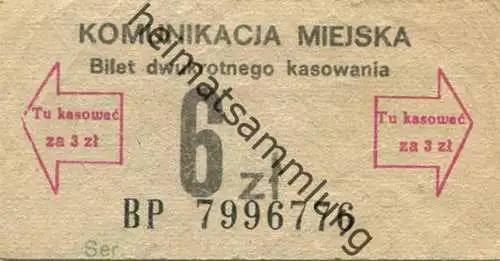 KOMUNIKACJA MIEJSKA
Bilet dwukrotnego kasowania
Tu kasować
za 3 zł
6 zł
Tu kasować
za 3 zł
BP 7996776
Ser.
heimatsammlung